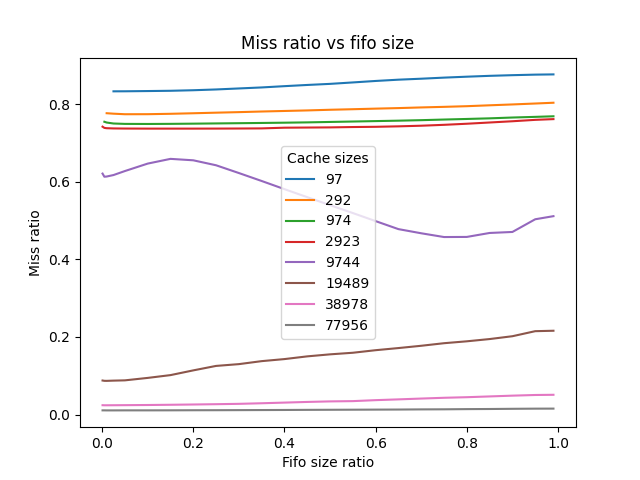 Miss ratio vs fifo size
Miss ratio
0.8
0.6
0.4
0.2
0.0
Cache sizes
97
292
974
2923
9744
19489
38978
77956
0.0 0.2 0.4 0.6 0.8 1.0
Fifo size ratio